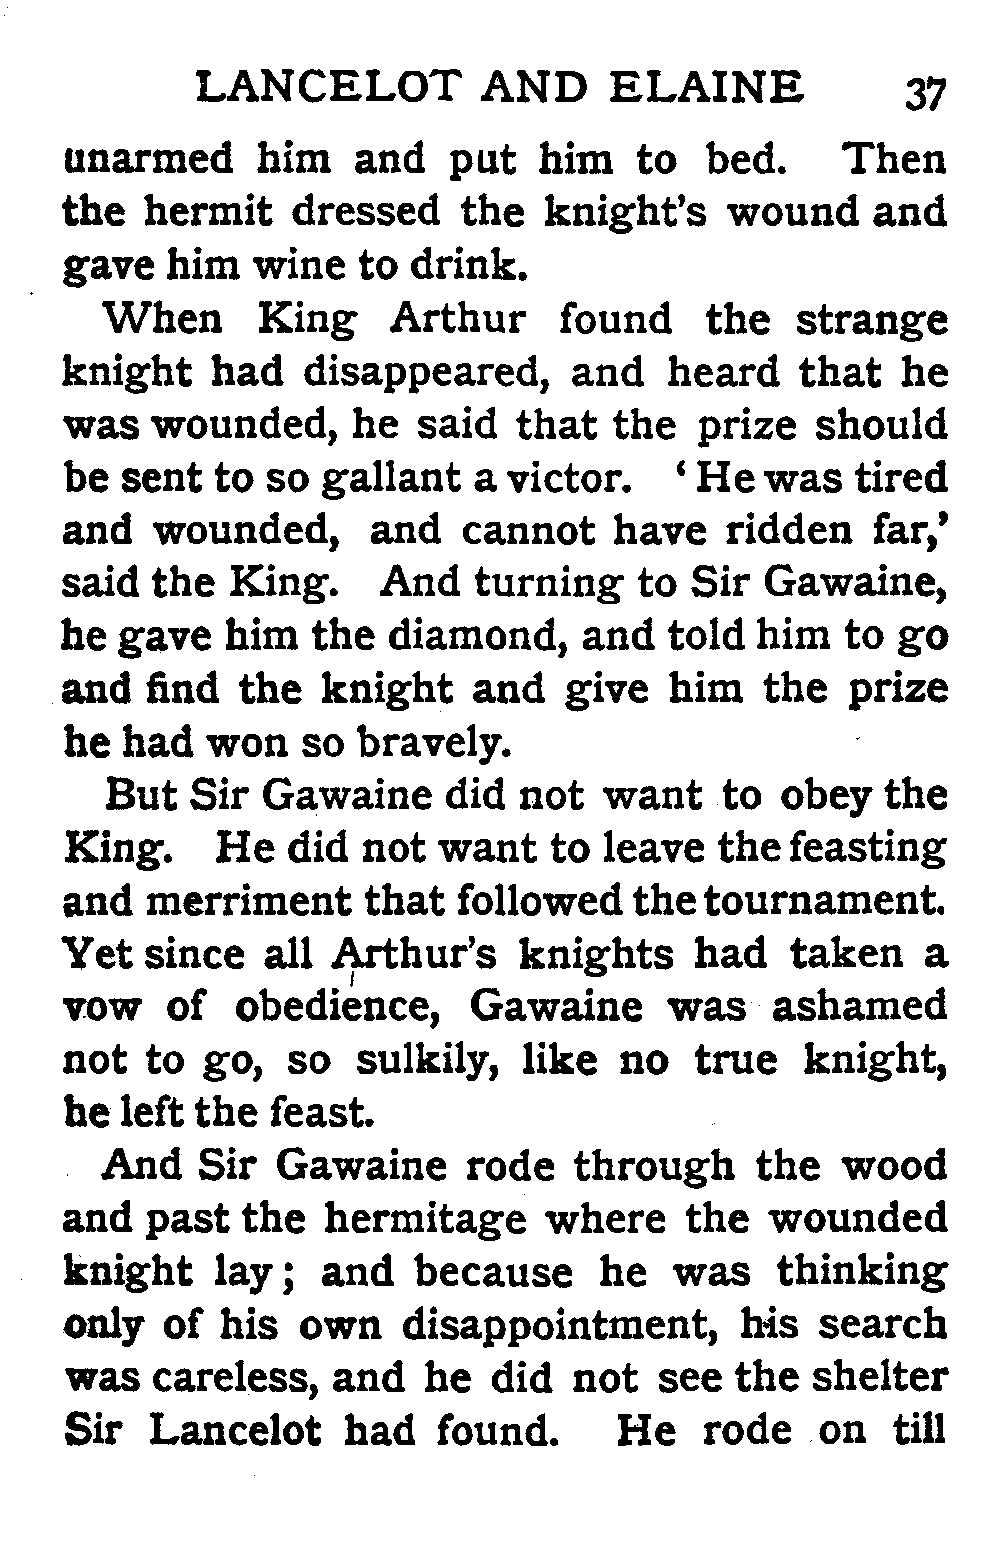 LANCELOT AND ELAINE 37
unarmed him and put him to bed. Then
the hermit dressed the knight's wound and
gave him wine to drink.
When King Arthur found the strange
knight had disappeared, and heard that he
was wounded, he said that the prize should
be sent to so gallant a victor. ‘He was tired
and wounded, and cannot have ridden far,’
said the King. And turning to Sir Gawaine,
he gave him the diamond, and told him to go
and find the knight and give him the prize
he had won so bravely.
But Sir Gawaine did not want to obey the
King. He did not want to leave the feasting
and merriment that followed the tournament.
Yet since all Arthur's knights had taken a
vow of obedience, Gawaine was ashamed
not to go, so sulkily, like no true knight,
he left the feast.
And Sir Gawaine rode through the wood
and past the hermitage where the wounded
knight lay; and because he was thinking
only of his own disappointment, his search
was careless, and he did not see the shelter
Sir Lancelot had found. He rode on till